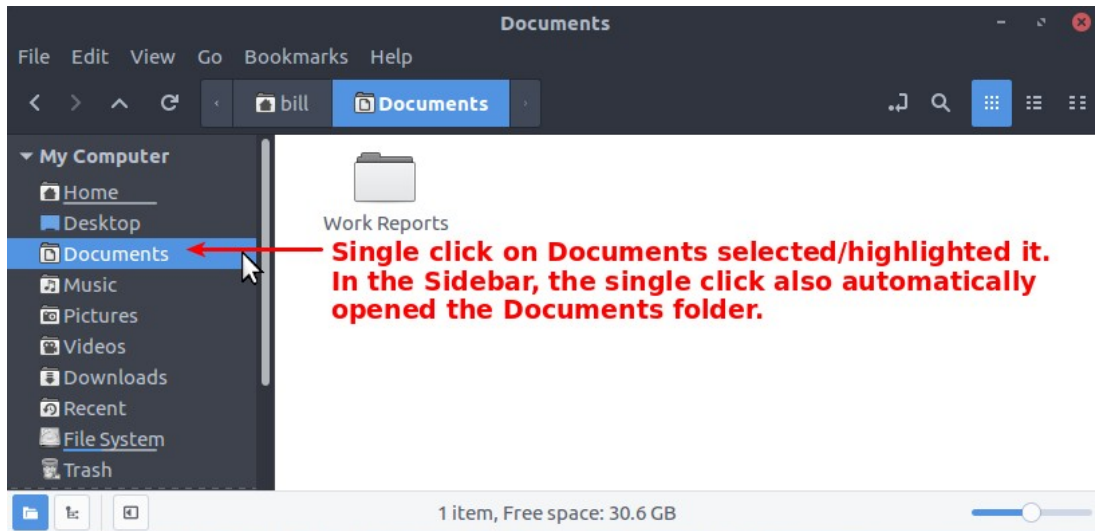 Documents
File Edit View Go Bookmarks Help
bill Documents
My Computer
Home
Desktop
Documents
Music
Pictures
Videos
Downloads
Recent
File System
Trash
Work Reports
Single click on Documents selected/highlighted it.
In the Sidebar, the single click also automatically
opened the Documents folder.
1 item, Free space: 30.6 GB